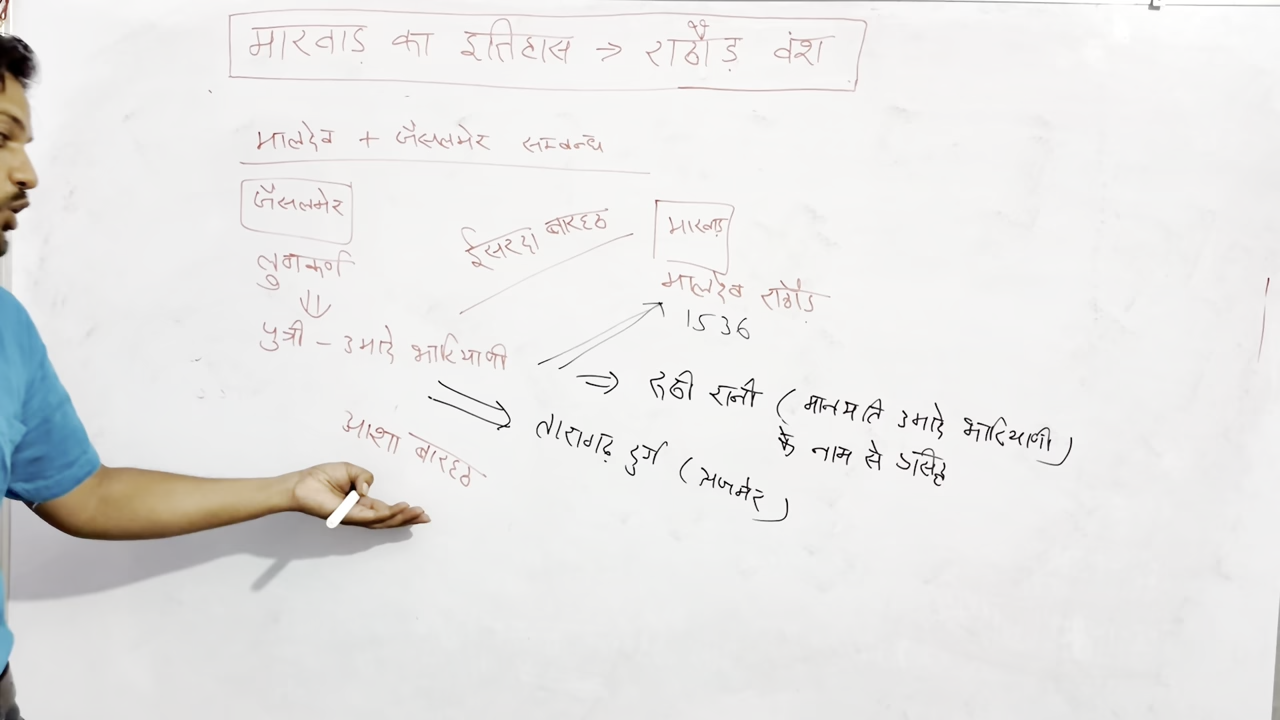 मारवाड़ का इतिहास → राठौड़ वंश
मालदेव + जैसलमेर सम्बन्ध
जैसलमेर
मारवाड़
ईसरदा बारहठ
लुणकर्ण
मालदेव राठौड़
1536
पुत्री - उमादे भाटियाणी
⇒ रुठी रानी (मानमति उमादे भाटियाणी)
के नाम से प्रसिद्ध
आशा बारहठ
तारागढ़ दुर्ग (अजमेर)